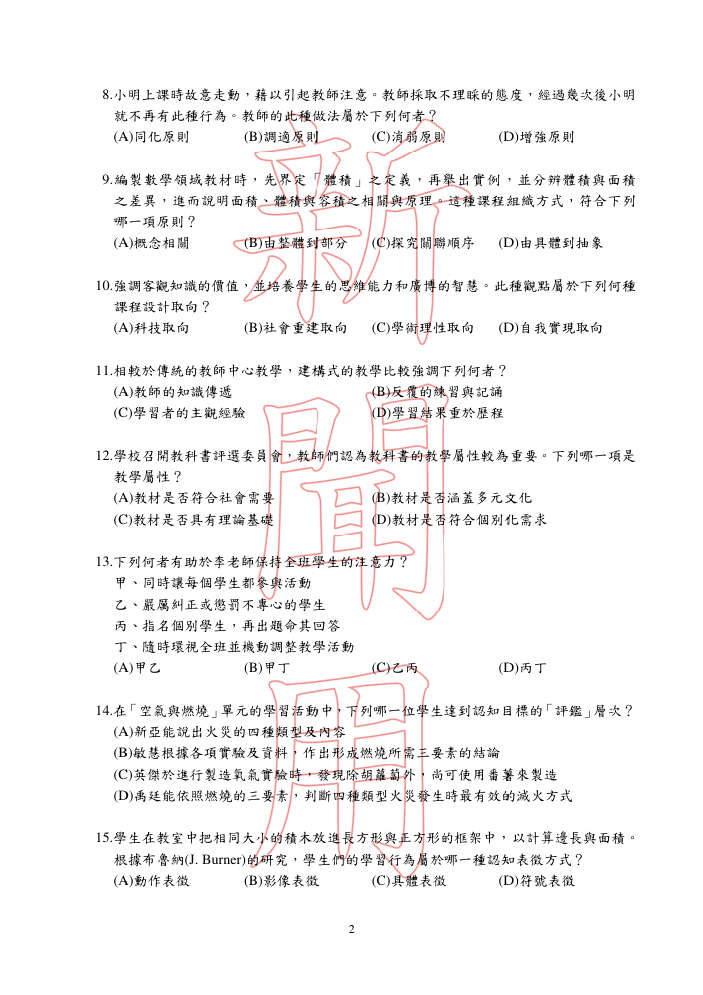 8.小明上課時故意走動，藉以引起教師注意。教師採取不理睬的態度，經過幾次後小明
就不再有此種行為。教師的此種做法屬於下列何者？
(A)同化原則 (B)調適原則 (C)消弱原則 (D)增強原則
9.編製數學領域教材時，先界定「體積」之定義，再舉出實例，並分辨體積與面積
之差異，進而說明面積、體積與容積之相關與原理。這種課程組織方式，符合下列
哪一項原則？
(A)概念相關 (B)由整體到部分 (C)探究關聯順序 (D)由具體到抽象
10.強調客觀知識的價值，並培養學生的思維能力和廣博的智慧。此種觀點屬於下列何種
課程設計取向？
(A)科技取向 (B)社會重建取向 (C)學術理性取向 (D)自我實現取向
11.相較於傳統的教師中心教學，建構式的教學比較強調下列何者？
(A)教師的知識傳遞 (B)反覆的練習與記誦
(C)學習者的主觀經驗 (D)學習結果重於歷程
12.學校召開教科書評選委員會，教師們認為教科書的教學屬性較為重要。下列哪一項是
教學屬性？
(A)教材是否符合社會需要 (B)教材是否涵蓋多元文化
(C)教材是否具有理論基礎 (D)教材是否符合個別化需求
13.下列何者有助於李老師保持全班學生的注意力？
甲、同時讓每個學生都參與活動
乙、嚴厲糾正或懲罰不專心的學生
丙、指名個別學生，再出題命其回答
丁、隨時環視全班並機動調整教學活動
(A)甲乙 (B)甲丁 (C)乙丙 (D)丙丁
14.在「空氣與燃燒」單元的學習活動中，下列哪一位學生達到認知目標的「評鑑」層次？
(A)新亞能說出火災的四種類型及內容
(B)敏慧根據各項實驗及資料，作出形成燃燒所需三要素的結論
(C)英傑於進行製造氧氣實驗時，發現除胡蘿蔔外，尚可使用番薯來製造
(D)禹廷能依照燃燒的三要素，判斷四種類型火災發生時最有效的滅火方式
15.學生在教室中把相同大小的積木放進長方形與正方形的框架中，以計算邊長與面積。
根據布魯納(J. Burner)的研究，學生們的學習行為屬於哪一種認知表徵方式？
(A)動作表徵 (B)影像表徵 (C)具體表徵 (D)符號表徵
2
新
聞
用